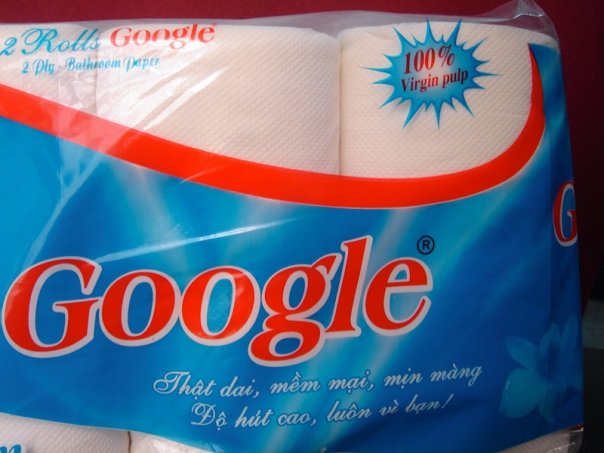 2 Rolls Google
2 Ply - Bathroom Paper
100%
Virgin pulp
Google®
G
Thật dai, mềm mại, mịn màng
Độ hút cao, luôn vì bạn!